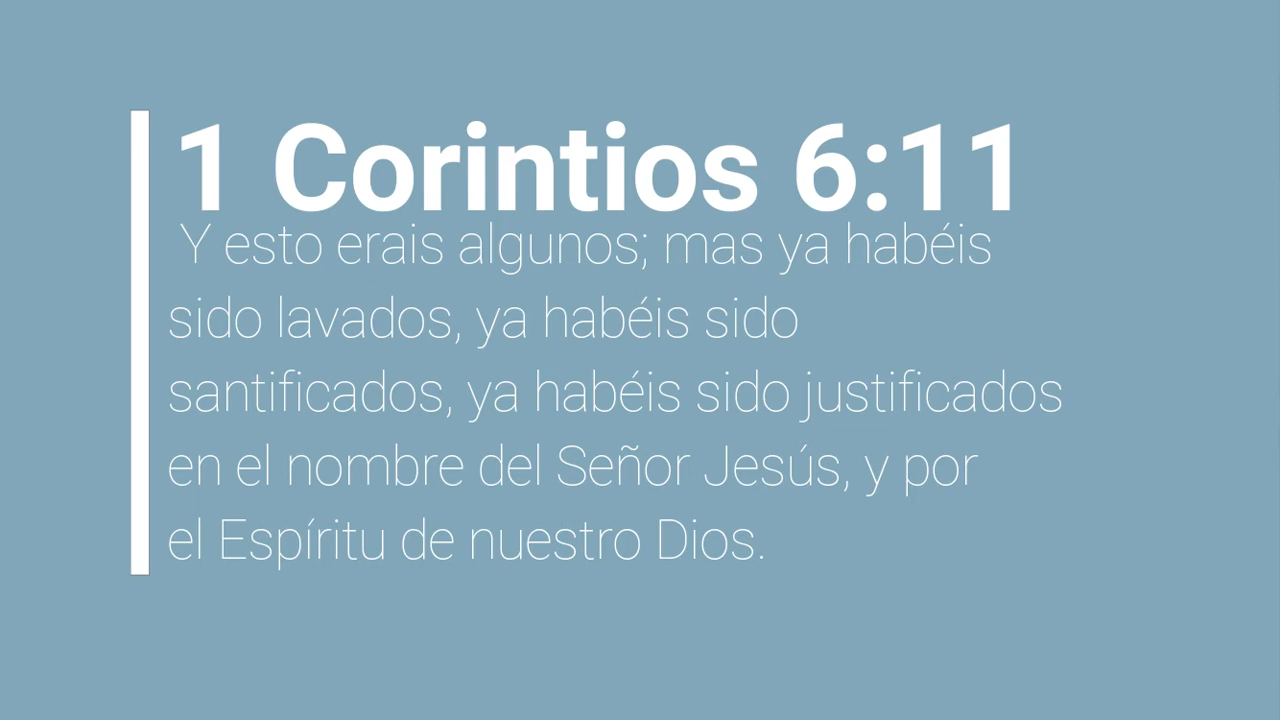 1 Corintios 6:11
Y esto erais algunos; mas ya habéis
sido lavados, ya habéis sido
santificados, ya habéis sido justificados
en el nombre del Señor Jesús, y por
el Espíritu de nuestro Dios.